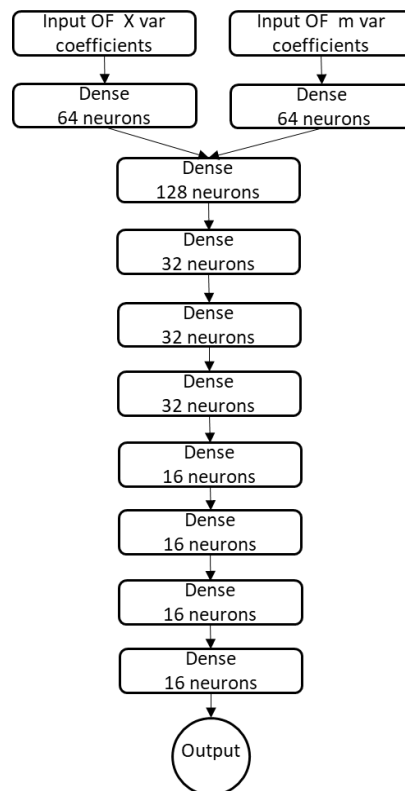 Input OF X var
coefficients
Input OF m var
coefficients
Dense
64 neurons
Dense
64 neurons
Dense
128 neurons
Dense
32 neurons
Dense
32 neurons
Dense
32 neurons
Dense
16 neurons
Dense
16 neurons
Dense
16 neurons
Dense
16 neurons
Output